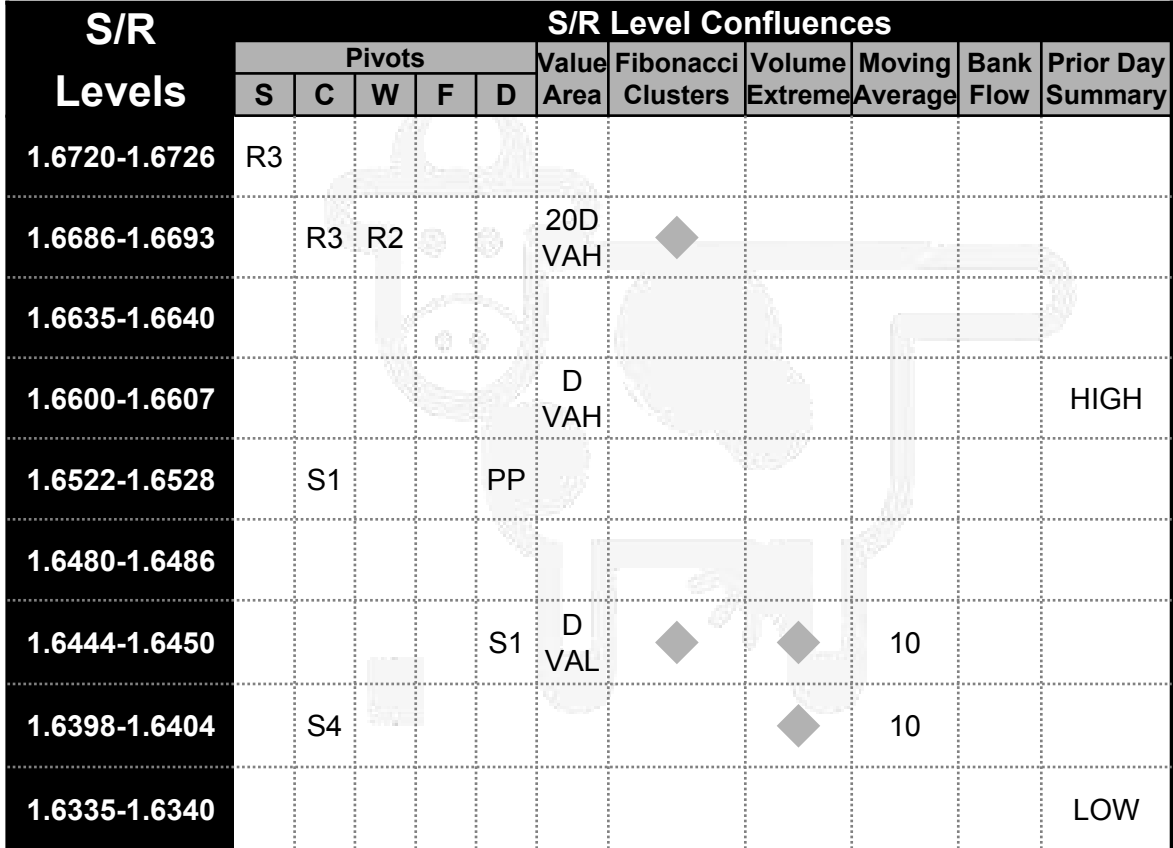 S/R Levels
S/R Level Confluences
Pivots
Value Area
Fibonacci Clusters
Volume Extreme
Moving Average
Bank Flow
Prior Day Summary
S C W F D
1.6720-1.6726 R3
1.6686-1.6693 R3 R2 20D VAH
1.6635-1.6640
1.6600-1.6607 D VAH HIGH
1.6522-1.6528 S1 PP
1.6480-1.6486
1.6444-1.6450 S1 D VAL 10
1.6398-1.6404 S4 10
1.6335-1.6340 LOW